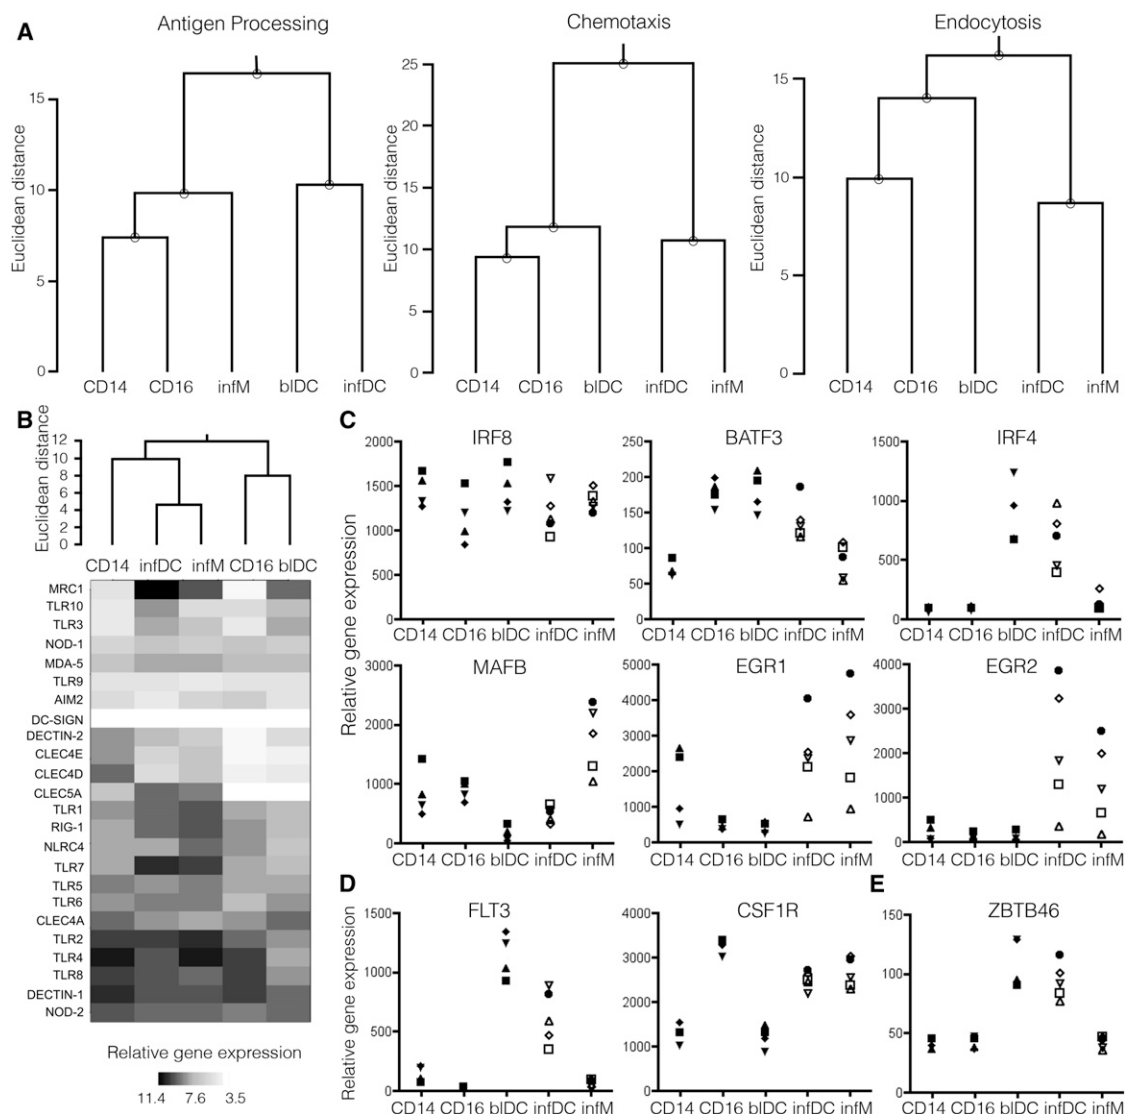 A
Antigen Processing
Chemotaxis
Endocytosis
Euclidean distance
15
10
5
0
CD14 CD16 infM blDC infDC
Euclidean distance
25
20
15
10
5
0
CD14 CD16 blDC infDC infM
Euclidean distance
15
10
5
0
CD14 CD16 blDC infDC infM
B
Euclidean distance
12
10
8
6
4
2
0
CD14 infDC infM CD16 blDC
MRC1
TLR10
TLR3
NOD-1
MDA-5
TLR9
AIM2
DC-SIGN
DECTIN-2
CLEC4E
CLEC4D
CLEC5A
TLR1
RIG-1
NLRC4
TLR7
TLR5
TLR6
CLEC4A
TLR2
TLR4
TLR8
DECTIN-1
NOD-2
Relative gene expression
11.4 7.6 3.5
C
Relative gene expression
IRF8
2000
1500
1000
500
0
CD14 CD16 blDC infDC infM
BATF3
250
200
150
100
50
0
CD14 CD16 blDC infDC infM
IRF4
1500
1000
500
0
CD14 CD16 blDC infDC infM
MAFB
3000
2000
1000
0
CD14 CD16 blDC infDC infM
EGR1
5000
4000
3000
2000
1000
0
CD14 CD16 blDC infDC infM
EGR2
4000
3000
2000
1000
0
CD14 CD16 blDC infDC infM
D
Relative gene expression
FLT3
1500
1000
500
0
CD14 CD16 blDC infDC infM
CSF1R
4000
3000
2000
1000
0
CD14 CD16 blDC infDC infM
E
ZBTB46
150
100
50
0
CD14 CD16 blDC infDC infM